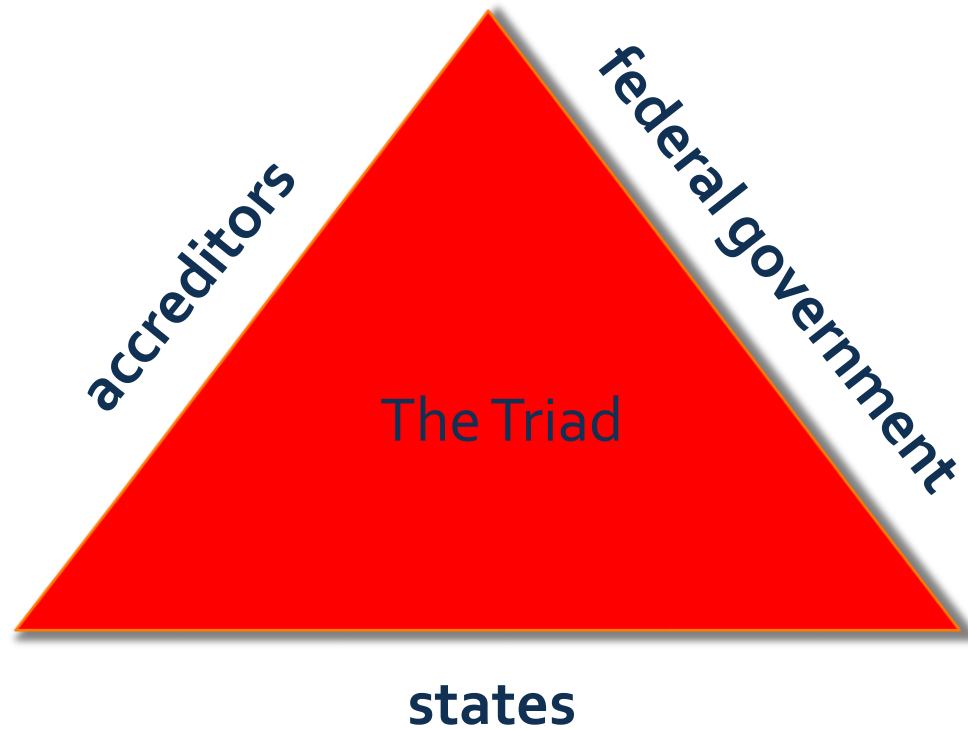 accreditors
federal government
The Triad
states